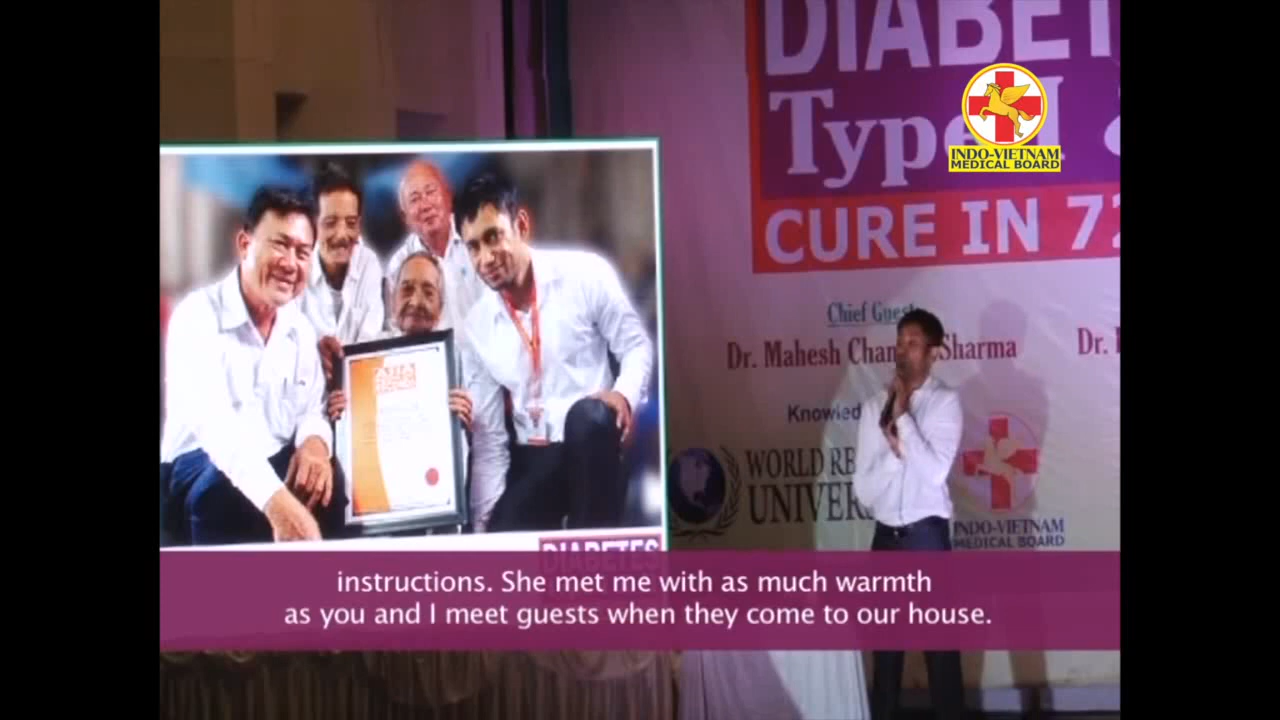 DIABET
Type I &
CURE IN 72
INDO-VIETNAM
MEDICAL BOARD
Chief Guest
Dr. Mahesh Chan Sharma
Dr.
Knowled
WORLD RE
UNIVER
INDO-VIETNAM
MEDICAL BOARD
ASIA
DIABETES
instructions. She met me with as much warmth
as you and I meet guests when they come to our house.